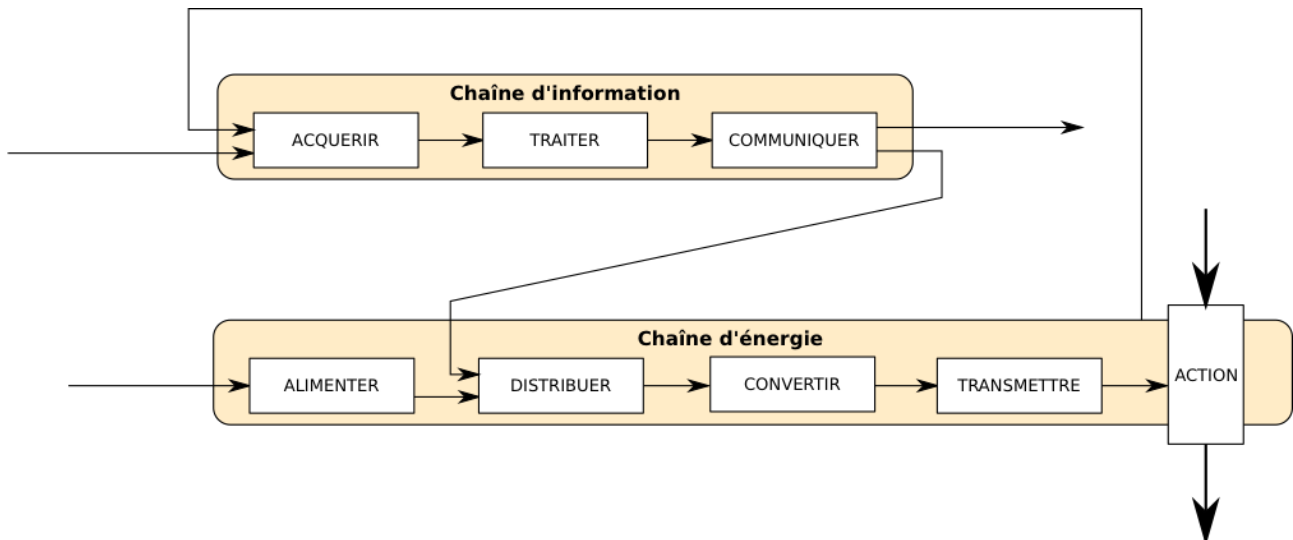 Chaîne d'information
ACQUERIR
TRAITER
COMMUNIQUER
Chaîne d'énergie
ALIMENTER
DISTRIBUER
CONVERTIR
TRANSMETTRE
ACTION